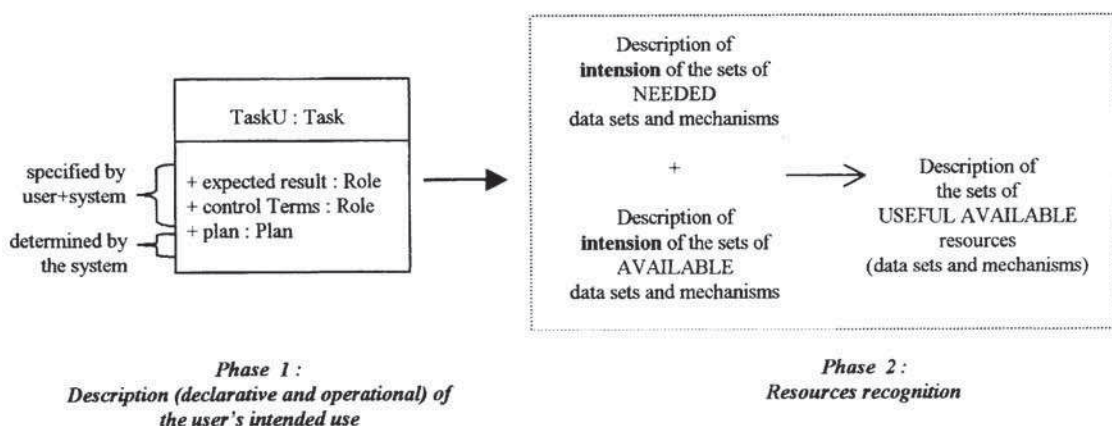 TaskU : Task
specified by
user+system
determined by
the system
+ expected result : Role
+ control Terms : Role
+ plan : Plan
Description of
intension of the sets of
NEEDED
data sets and mechanisms
+
Description of
intension of the sets of
AVAILABLE
data sets and mechanisms
Description of
the sets of
USEFUL AVAILABLE
resources
(data sets and mechanisms)
Phase 1 :
Description (declarative and operational) of
the user's intended use
Phase 2 :
Resources recognition